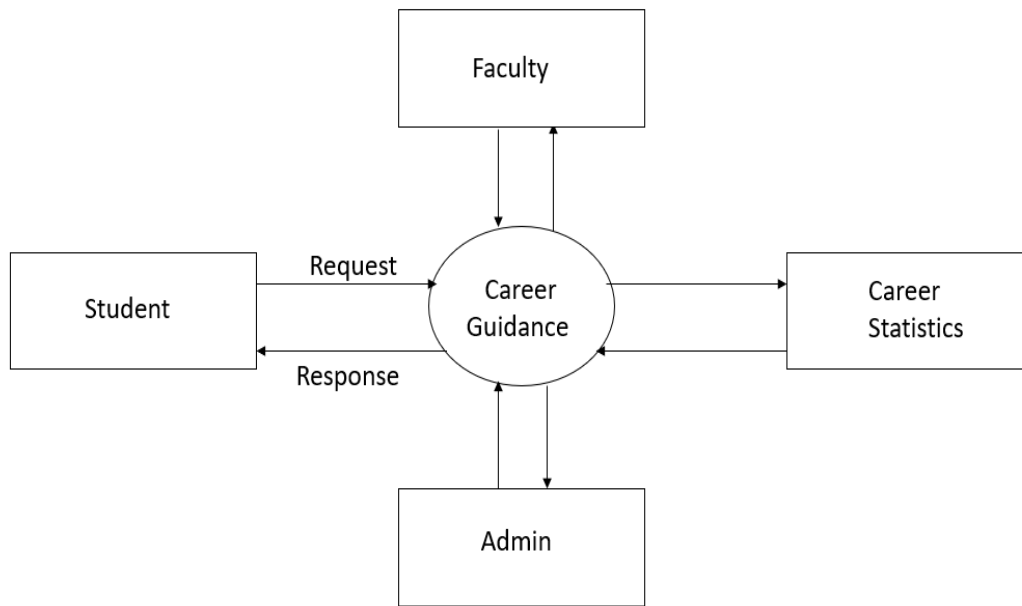 Faculty
Request
Student
Career
Guidance
Career
Statistics
Response
Admin